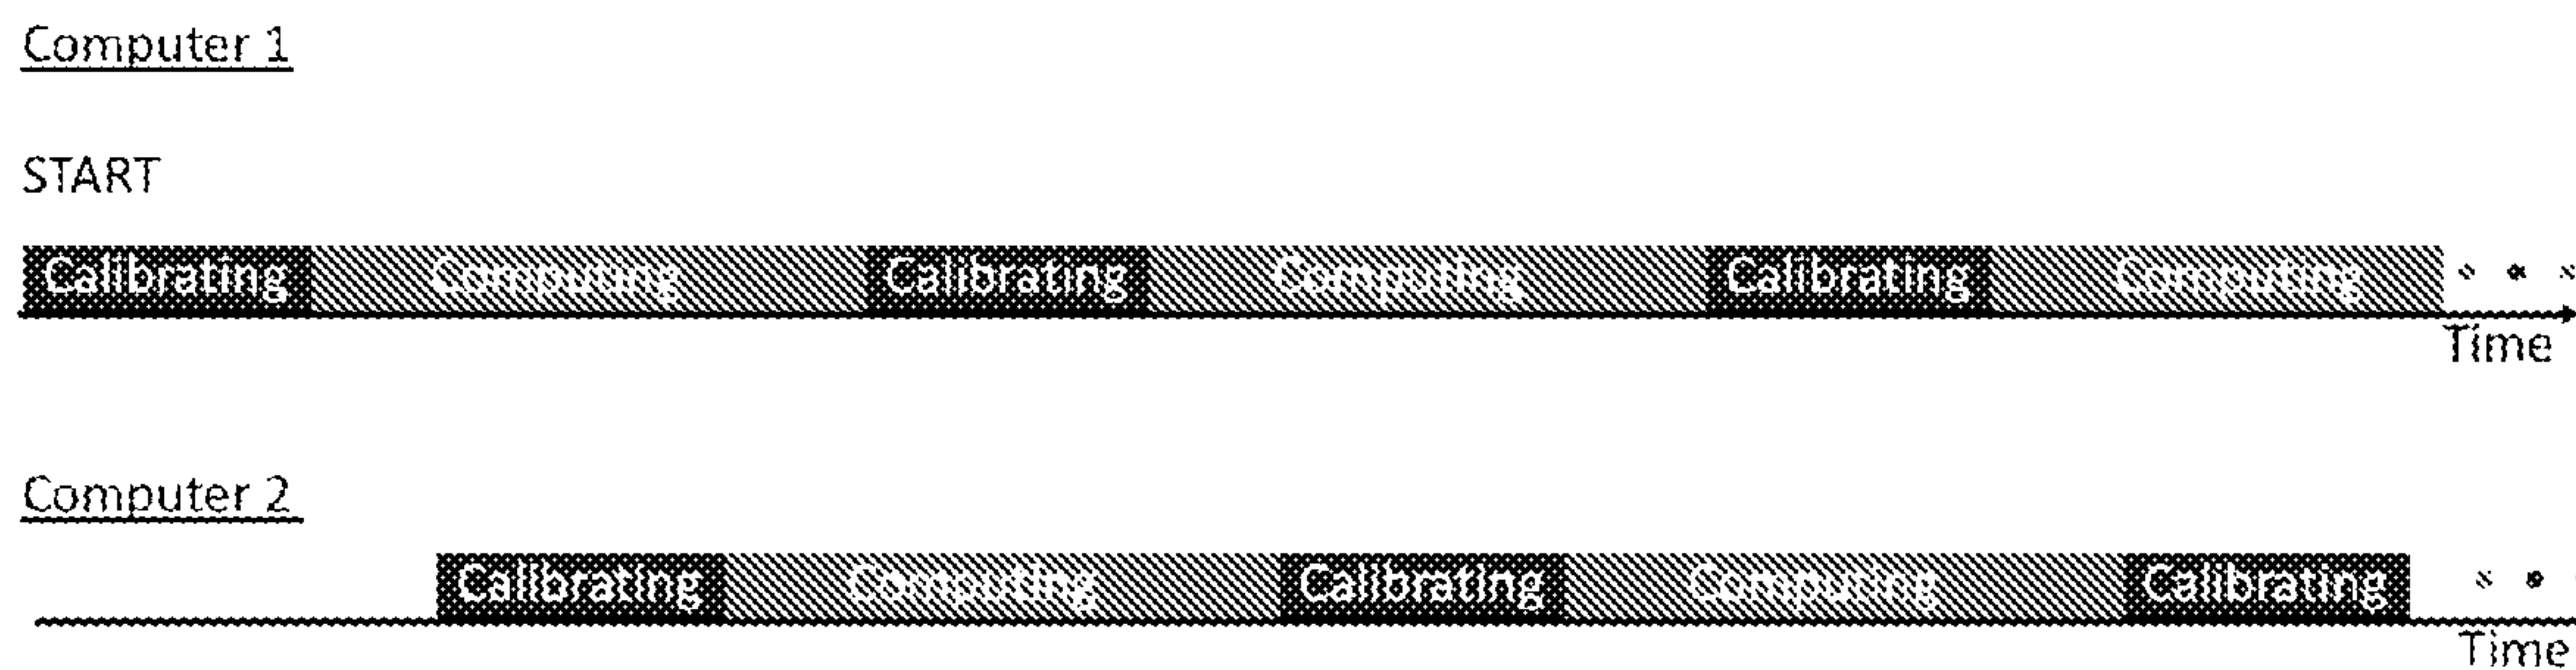 Computer 1
START
Calibrating Computing Calibrating Computing Calibrating Computing
Time
Computer 2
Calibrating Computing Calibrating Computing Calibrating
Time